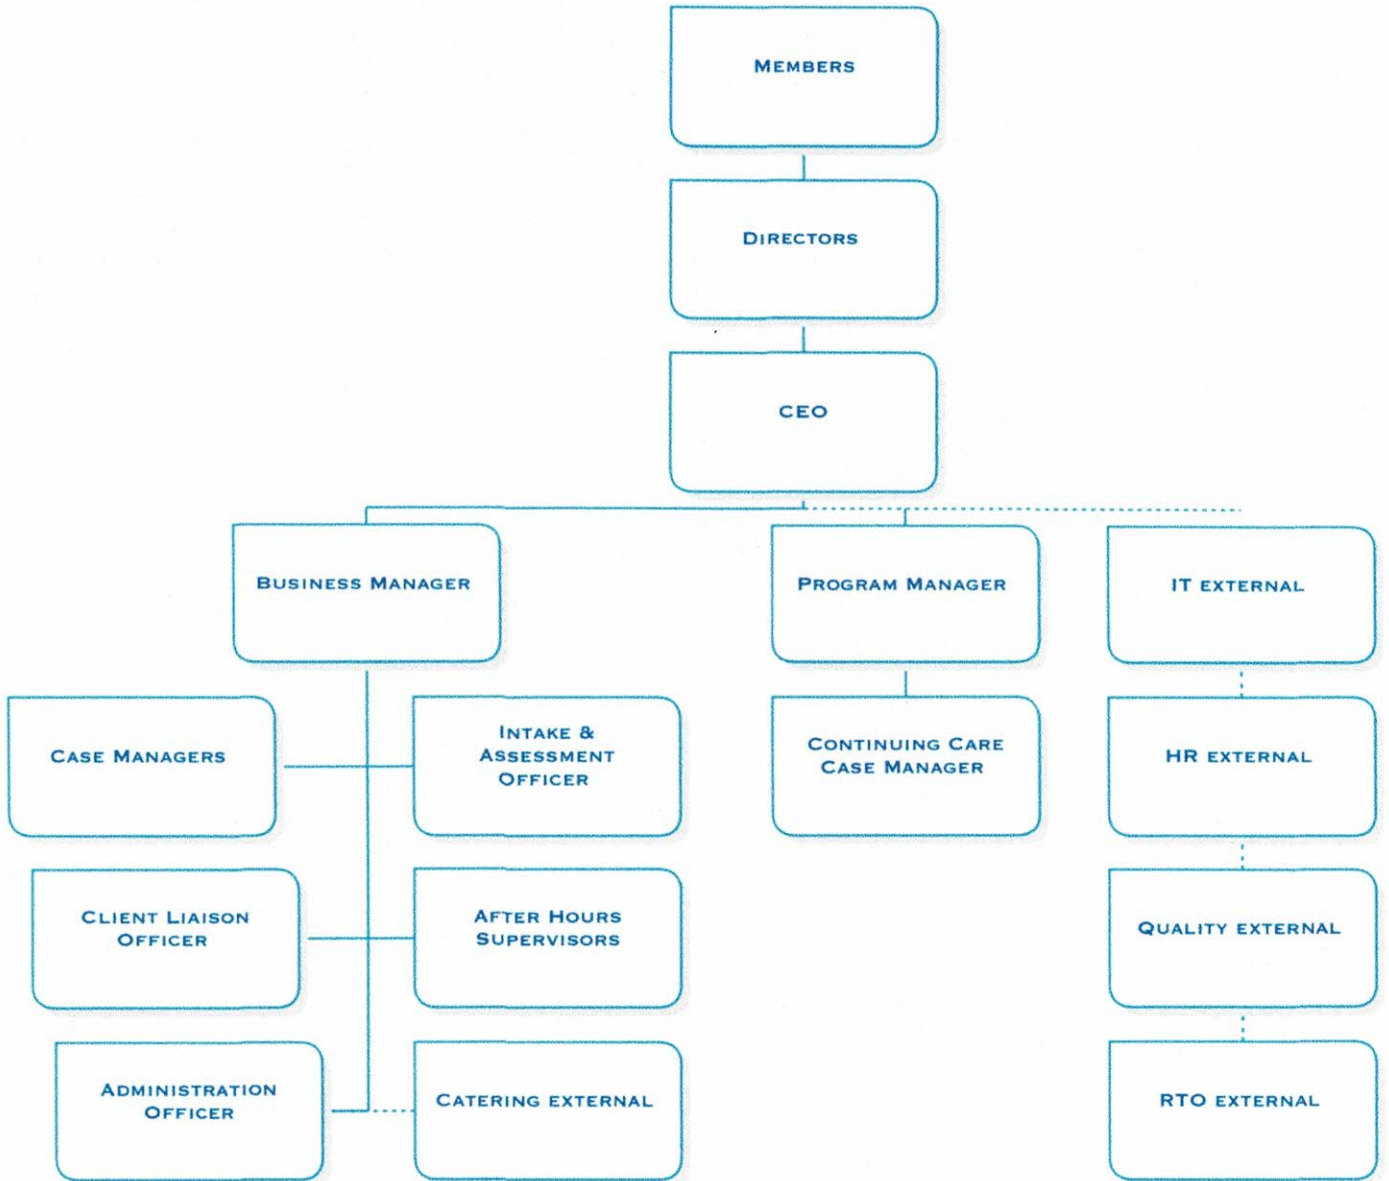 MEMBERS
DIRECTORS
CEO
BUSINESS MANAGER
PROGRAM MANAGER
IT EXTERNAL
CASE MANAGERS
INTAKE &
ASSESSMENT
OFFICER
CONTINUING CARE
CASE MANAGER
HR EXTERNAL
CLIENT LIAISON
OFFICER
AFTER HOURS
SUPERVISORS
QUALITY EXTERNAL
ADMINISTRATION
OFFICER
CATERING EXTERNAL
RTO EXTERNAL